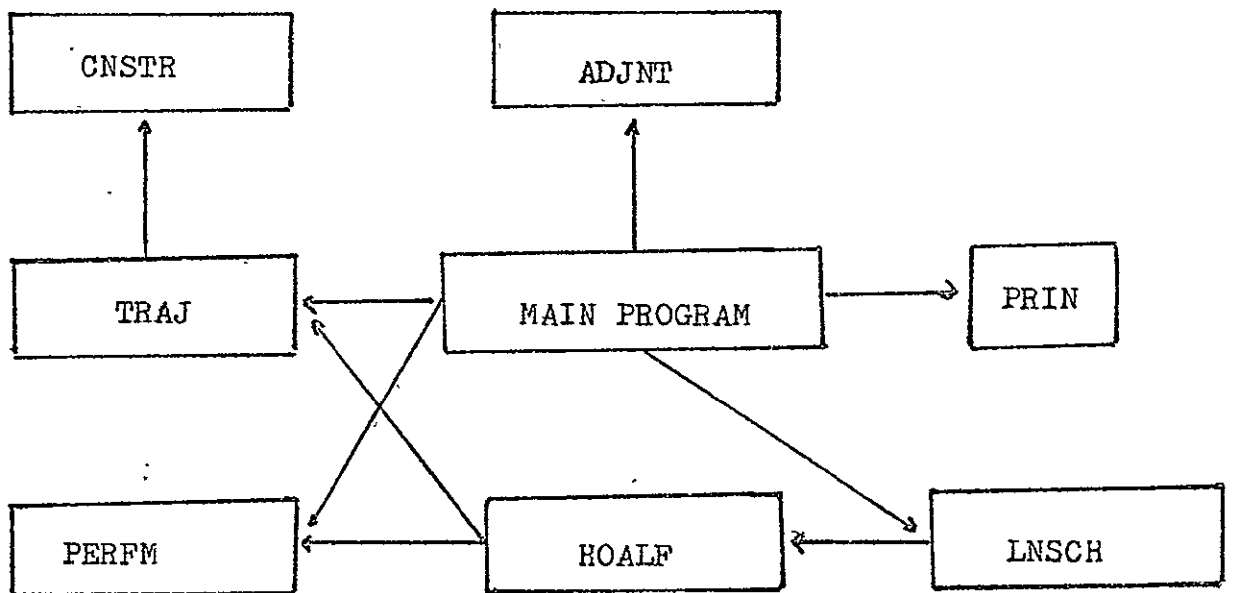 CNSTR
ADJNT
TRAJ
MAIN PROGRAM
PRIN
PERFM
HOALF
LNSCH